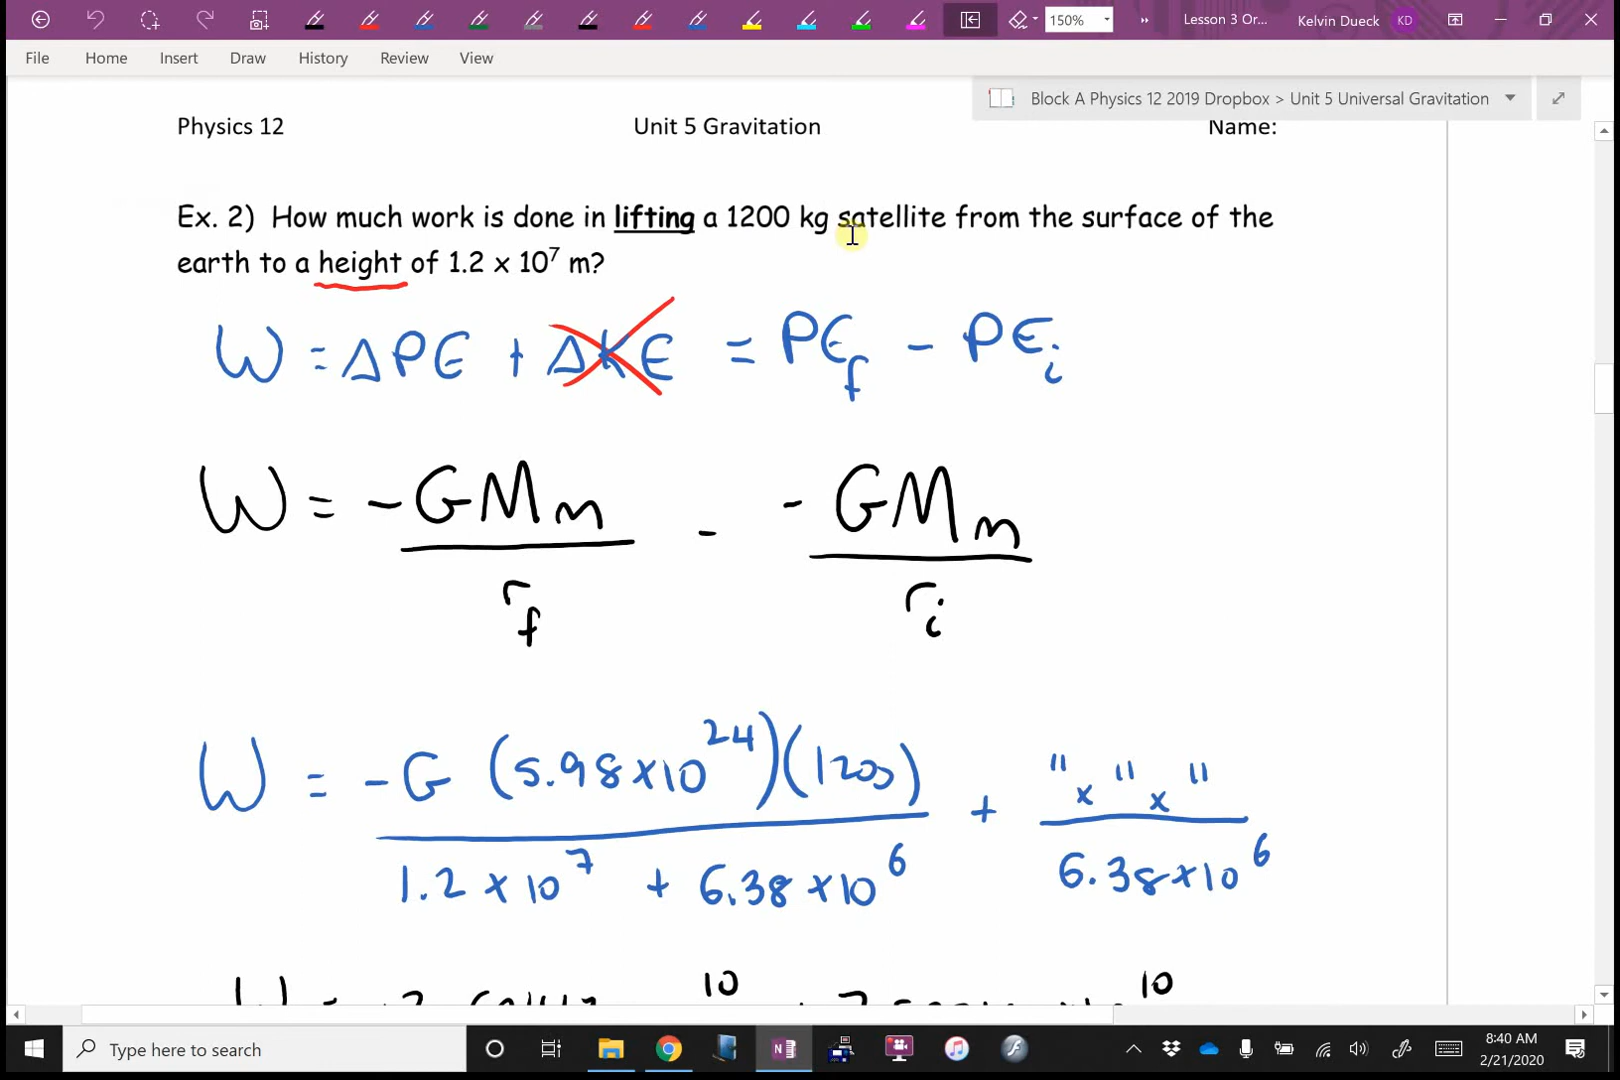 150%
Lesson 3 Or...
Kelvin Dueck
KD
File Home Insert Draw History Review View
Block A Physics 12 2019 Dropbox > Unit 5 Universal Gravitation
Physics 12 Unit 5 Gravitation Name:
Ex. 2) How much work is done in lifting a 1200 kg satellite from the surface of the
earth to a height of 1.2 x 10⁷ m?
W = ΔPE + ΔKE = PE_f - PE_i
W = -GMm / r_f - -GMm / r_i
W = -G (5.98x10²⁴)(1200) / 1.2 x 10⁷ + 6.38 x 10⁶ + " x " x " / 6.38x10⁶
Type here to search
8:40 AM
2/21/2020